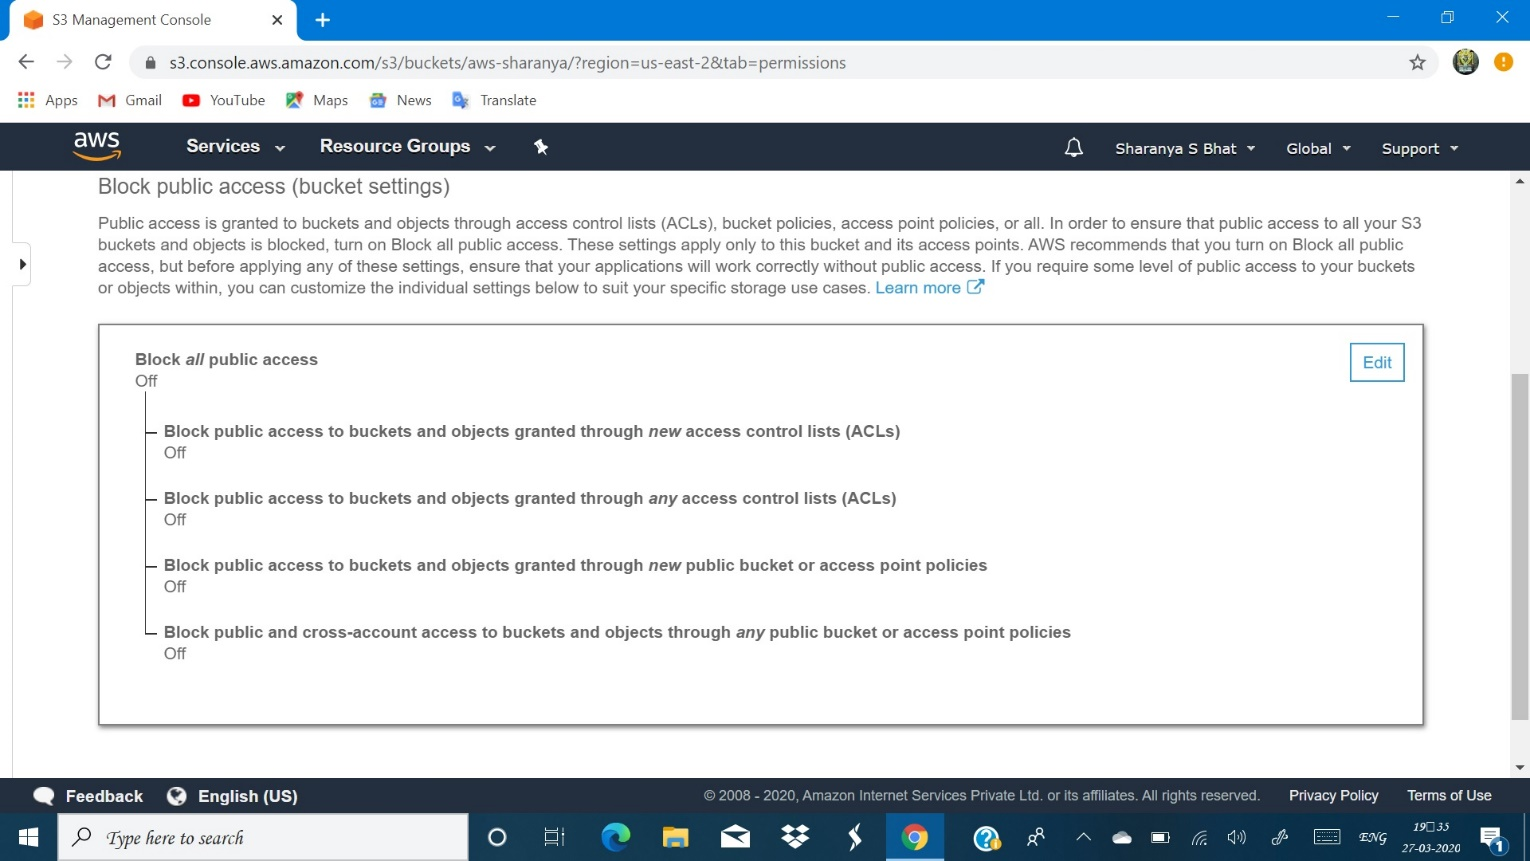 S3 Management Console
s3.console.aws.amazon.com/s3/buckets/aws-sharanya/?region=us-east-2&tab=permissions
Apps Gmail YouTube Maps News Translate
aws Services Resource Groups Sharanya S Bhat Global Support
Block public access (bucket settings)
Public access is granted to buckets and objects through access control lists (ACLs), bucket policies, access point policies, or all. In order to ensure that public access to all your S3
buckets and objects is blocked, turn on Block all public access. These settings apply only to this bucket and its access points. AWS recommends that you turn on Block all public
access, but before applying any of these settings, ensure that your applications will work correctly without public access. If you require some level of public access to your buckets
or objects within, you can customize the individual settings below to suit your specific storage use cases. Learn more
Block all public access
Edit
Off
Block public access to buckets and objects granted through new access control lists (ACLs)
Off
Block public access to buckets and objects granted through any access control lists (ACLs)
Off
Block public access to buckets and objects granted through new public bucket or access point policies
Off
Block public and cross-account access to buckets and objects through any public bucket or access point policies
Off
Feedback English (US) © 2008 - 2020, Amazon Internet Services Private Ltd. or its affiliates. All rights reserved. Privacy Policy Terms of Use
Type here to search
ENG
19□35
27-03-2020
1